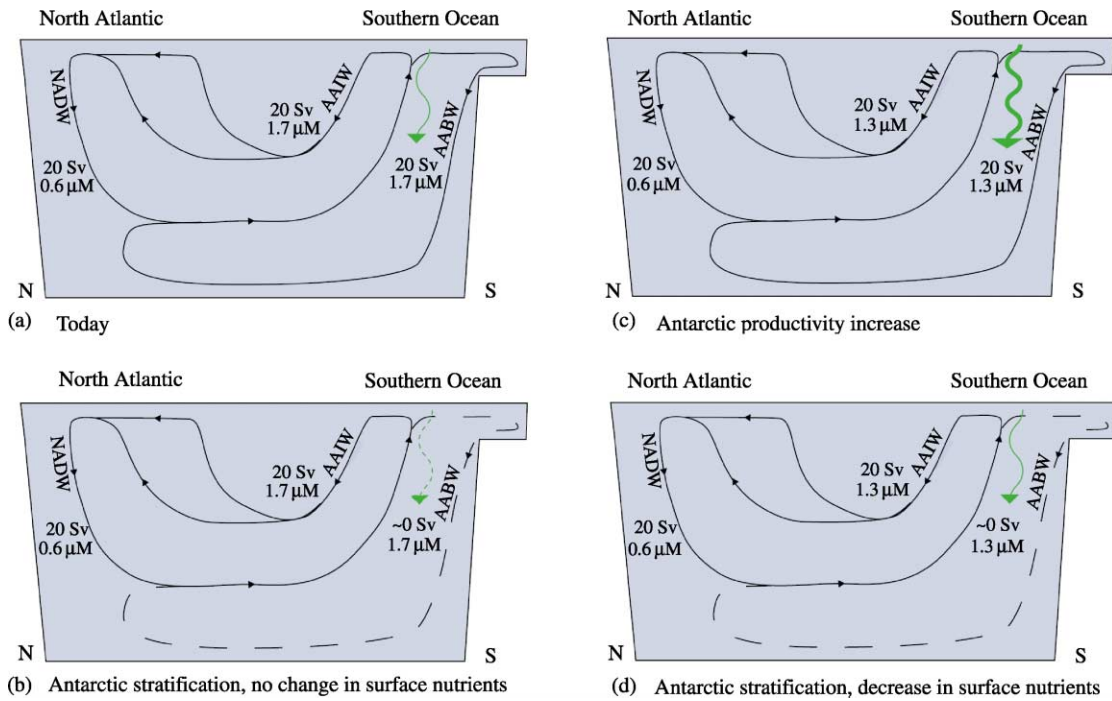 North Atlantic
Southern Ocean
NADW
AAIW
20 Sv
1.7 µM
AABW
20 Sv
0.6 µM
20 Sv
1.7 µM
N
S
(a) Today
North Atlantic
Southern Ocean
NADW
AAIW
20 Sv
1.3 µM
AABW
20 Sv
0.6 µM
20 Sv
1.3 µM
N
S
(c) Antarctic productivity increase
North Atlantic
Southern Ocean
NADW
AAIW
20 Sv
1.7 µM
AABW
20 Sv
0.6 µM
~0 Sv
1.7 µM
N
S
(b) Antarctic stratification, no change in surface nutrients
North Atlantic
Southern Ocean
NADW
AAIW
20 Sv
1.3 µM
AABW
20 Sv
0.6 µM
~0 Sv
1.3 µM
N
S
(d) Antarctic stratification, decrease in surface nutrients